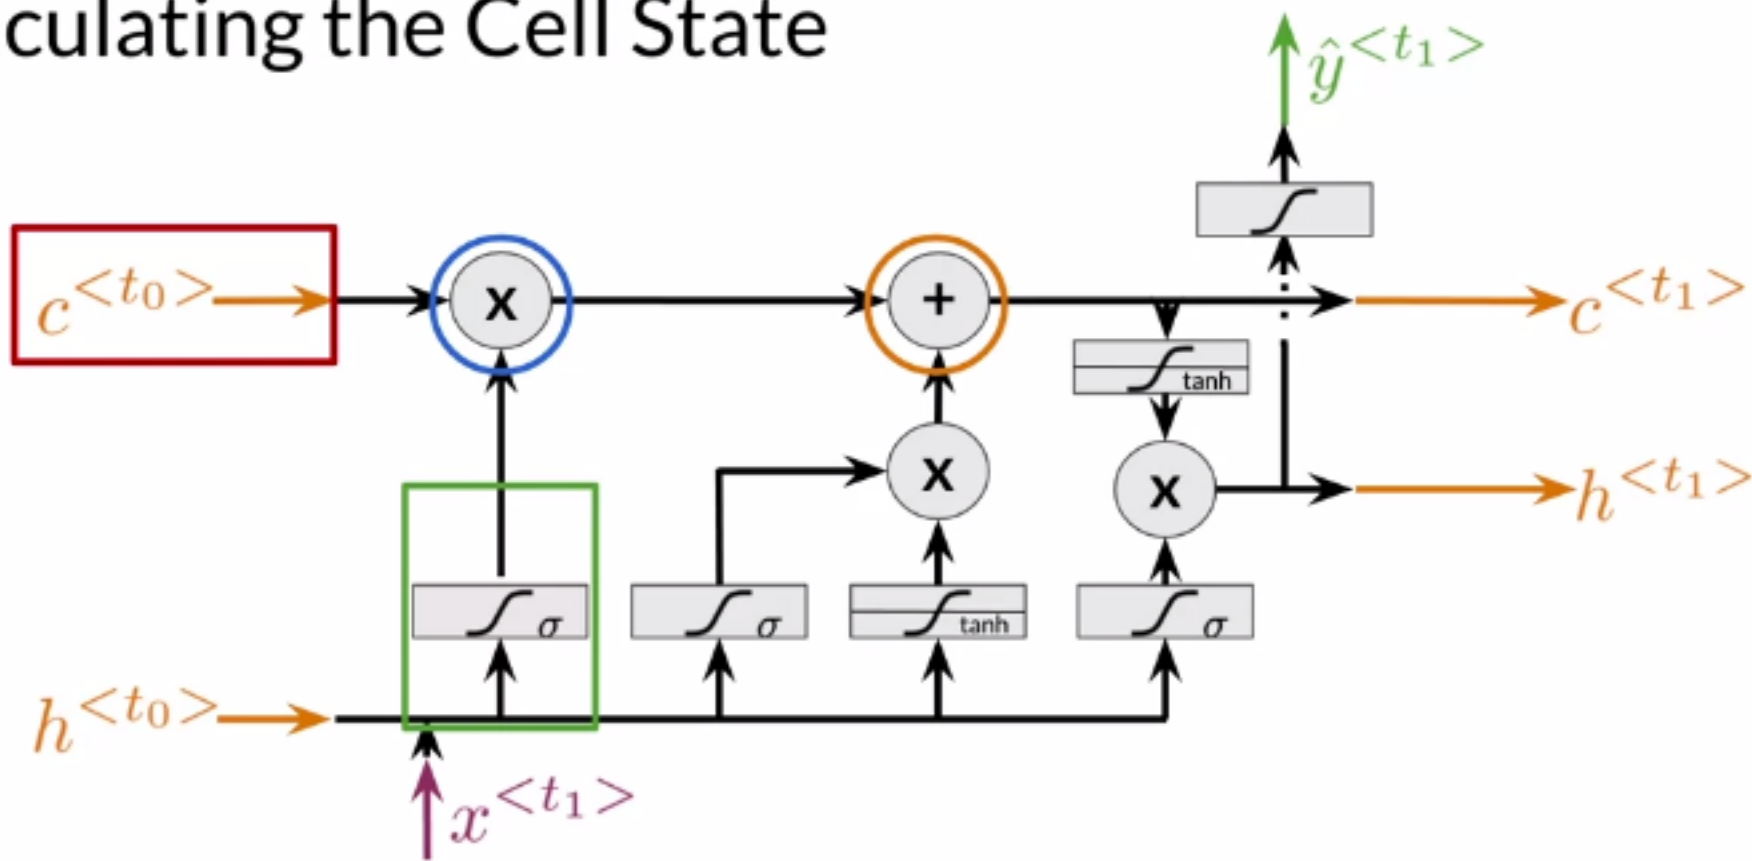 culating the Cell State
ŷ<t₁>
c<t₀>
x
+
c<t₁>
tanh
x
x
h<t₁>
σ
σ
tanh
σ
h<t₀>
x<t₁>